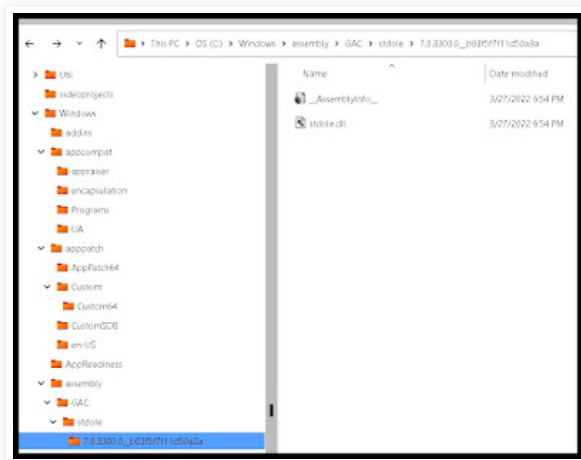 This PC > OS (C:) > Windows > assembly > GAC > stdole > 7.0.3300.0__b03f5f7f11d50a3a
Util
videoprojects
Windows
addins
appcompat
appraiser
encapsulation
Programs
UA
apppatch
AppPatch64
Custom
Custom64
CustomSDB
en-US
AppReadiness
assembly
GAC
stdole
7.0.3300.0__b03f5f7f11d50a3a
Name Date modified
__AssemblyInfo__ 3/27/2022 6:54 PM
stdole.dll 3/27/2022 6:54 PM